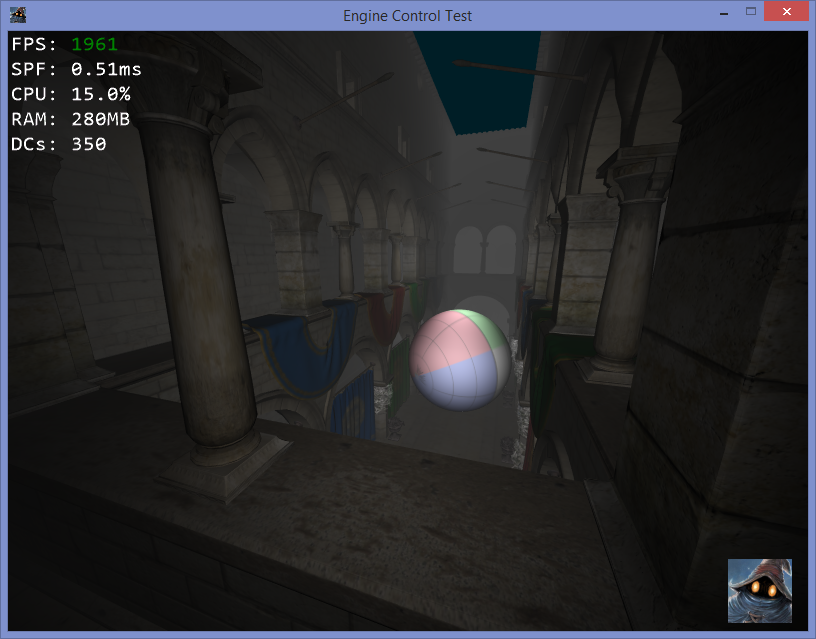 Engine Control Test
FPS: 1961
SPF: 0.51ms
CPU: 15.0%
RAM: 280MB
DCs: 350